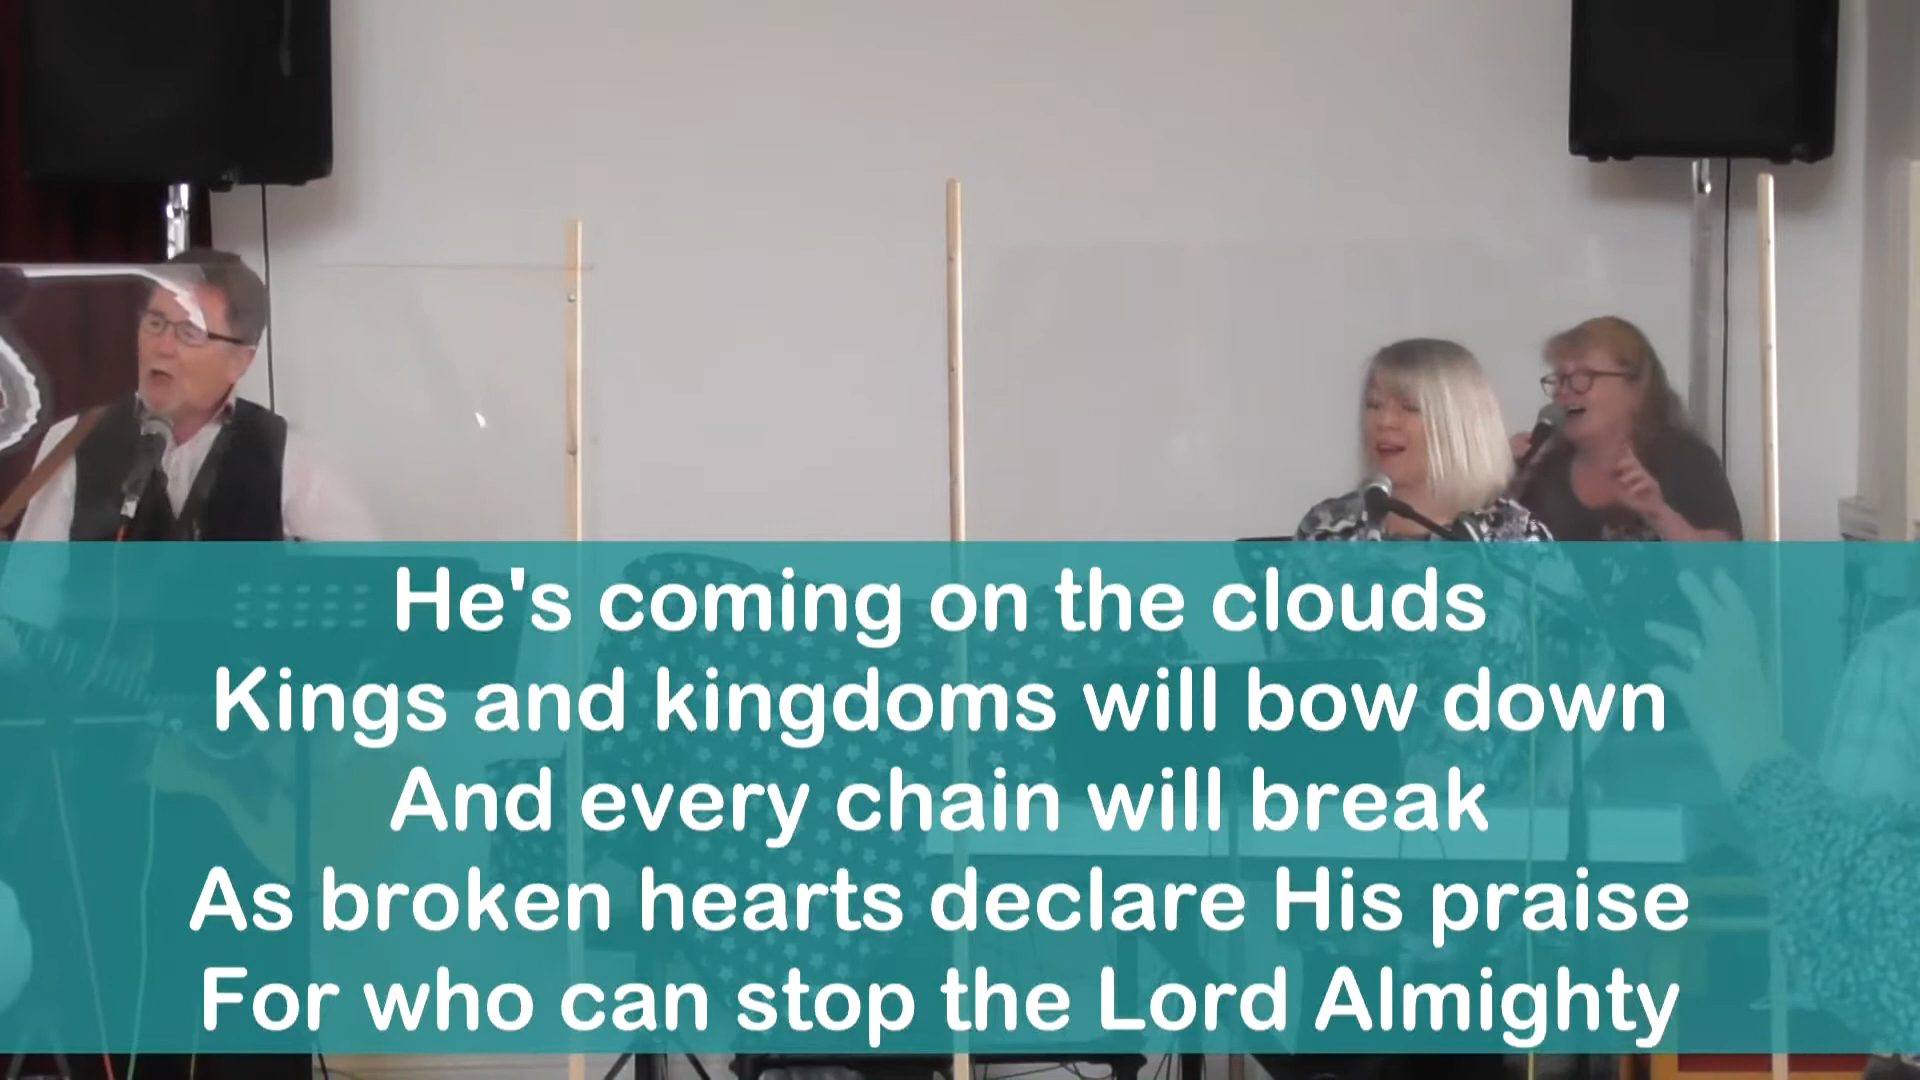 He's coming on the clouds
Kings and kingdoms will bow down
And every chain will break
As broken hearts declare His praise
For who can stop the Lord Almighty